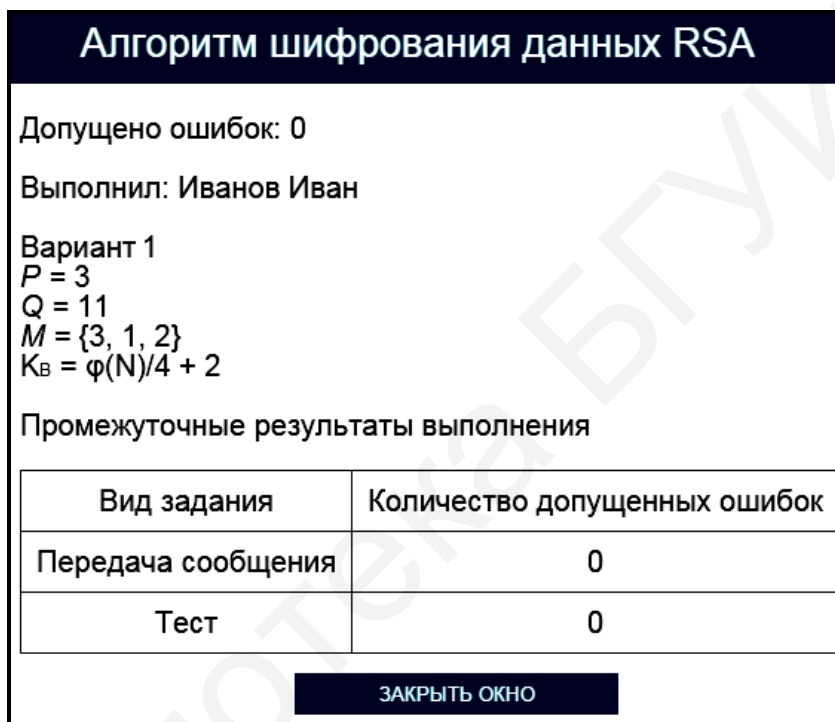 Алгоритм шифрования данных RSA
Допущено ошибок: 0
Выполнил: Иванов Иван
Вариант 1
P = 3
Q = 11
M = {3, 1, 2}
Kв = φ(N)/4 + 2
Промежуточные результаты выполнения
Вид задания Количество допущенных ошибок
Передача сообщения 0
Тест 0
ЗАКРЫТЬ ОКНО